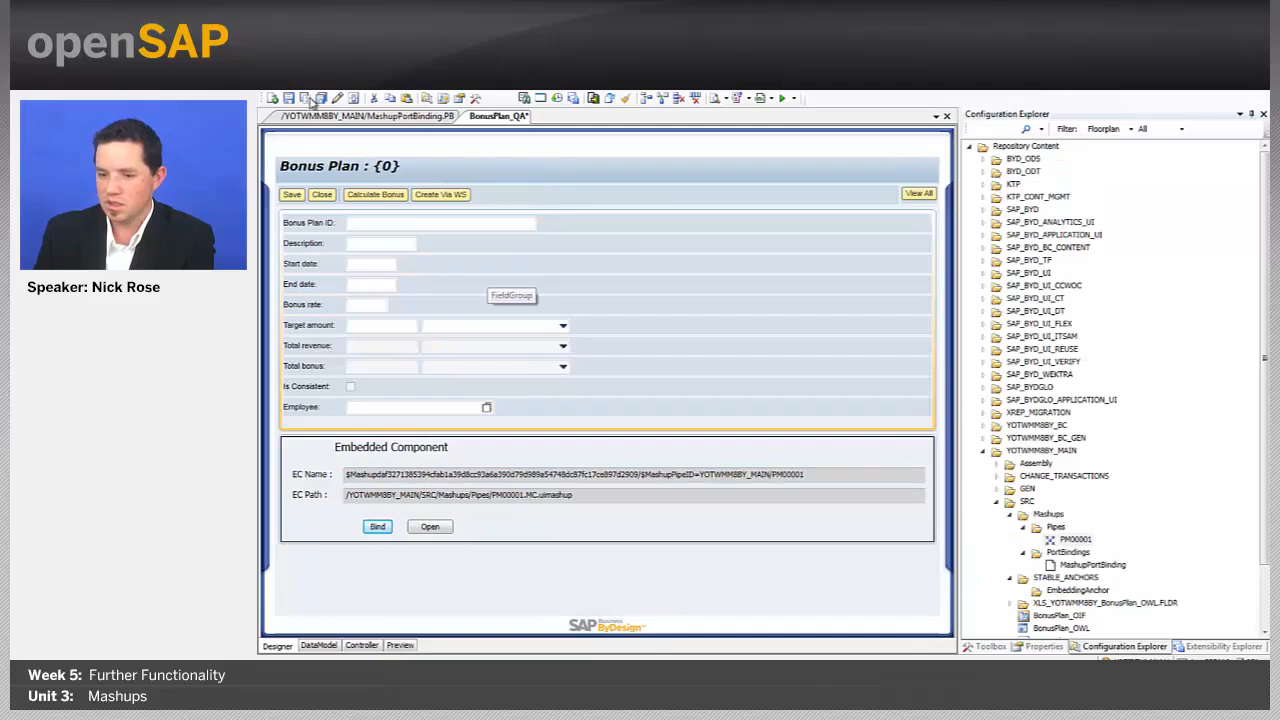 openSAP
Speaker: Nick Rose
/YOTWMM8BY_MAIN/MashupPortBinding.PB
BonusPlan_QA*
Bonus Plan : {0}
Save
Close
Calculate Bonus
Create Via WS
View All
Bonus Plan ID:
Description:
Start date:
End date:
FieldGroup
Bonus rate:
Target amount:
Total revenue:
Total bonus:
Is Consistent:
Employee:
Embedded Component
EC Name :
EC Path : /YOTWMM8BY_MAIN/SRC/Mashups/Pipes/PM00001.MC.uimashup
Bind
Open
SAP Business ByDesign
Designer
DataModel
Controller
Preview
Configuration Explorer
Filter: Floorplan
All
Repository Content
BYD_ODS
BYD_ODT
KTP
KTP_CONT_MGMT
SAP_BYD
SAP_BYD_ANALYTICS_UI
SAP_BYD_APPLICATION_UI
SAP_BYD_BC_CONTENT
SAP_BYD_TF
SAP_BYD_UI
SAP_BYD_UI_CCWOC
SAP_BYD_UI_CT
SAP_BYD_UI_DT
SAP_BYD_UI_FLEX
SAP_BYD_UI_ITSAM
SAP_BYD_UI_REUSE
SAP_BYD_UI_VERIFY
SAP_BYD_WEKTRA
SAP_BYDGLO
SAP_BYDGLO_APPLICATION_UI
XREP_MIGRATION
YOTWMM8BY_BC
YOTWMM8BY_BC_GEN
YOTWMM8BY_MAIN
Assembly
CHANGE_TRANSACTIONS
GEN
SRC
Mashups
Pipes
PM00001
PortBindings
MashupPortBinding
STABLE_ANCHORS
EmbeddingAnchor
XLS_YOTWMM8BY_BonusPlan_OWL.FLDR
BonusPlan_OIF
BonusPlan_OWL
Toolbox
Properties
Configuration Explorer
Extensibility Explorer
Week 5: Further Functionality
Unit 3: Mashups